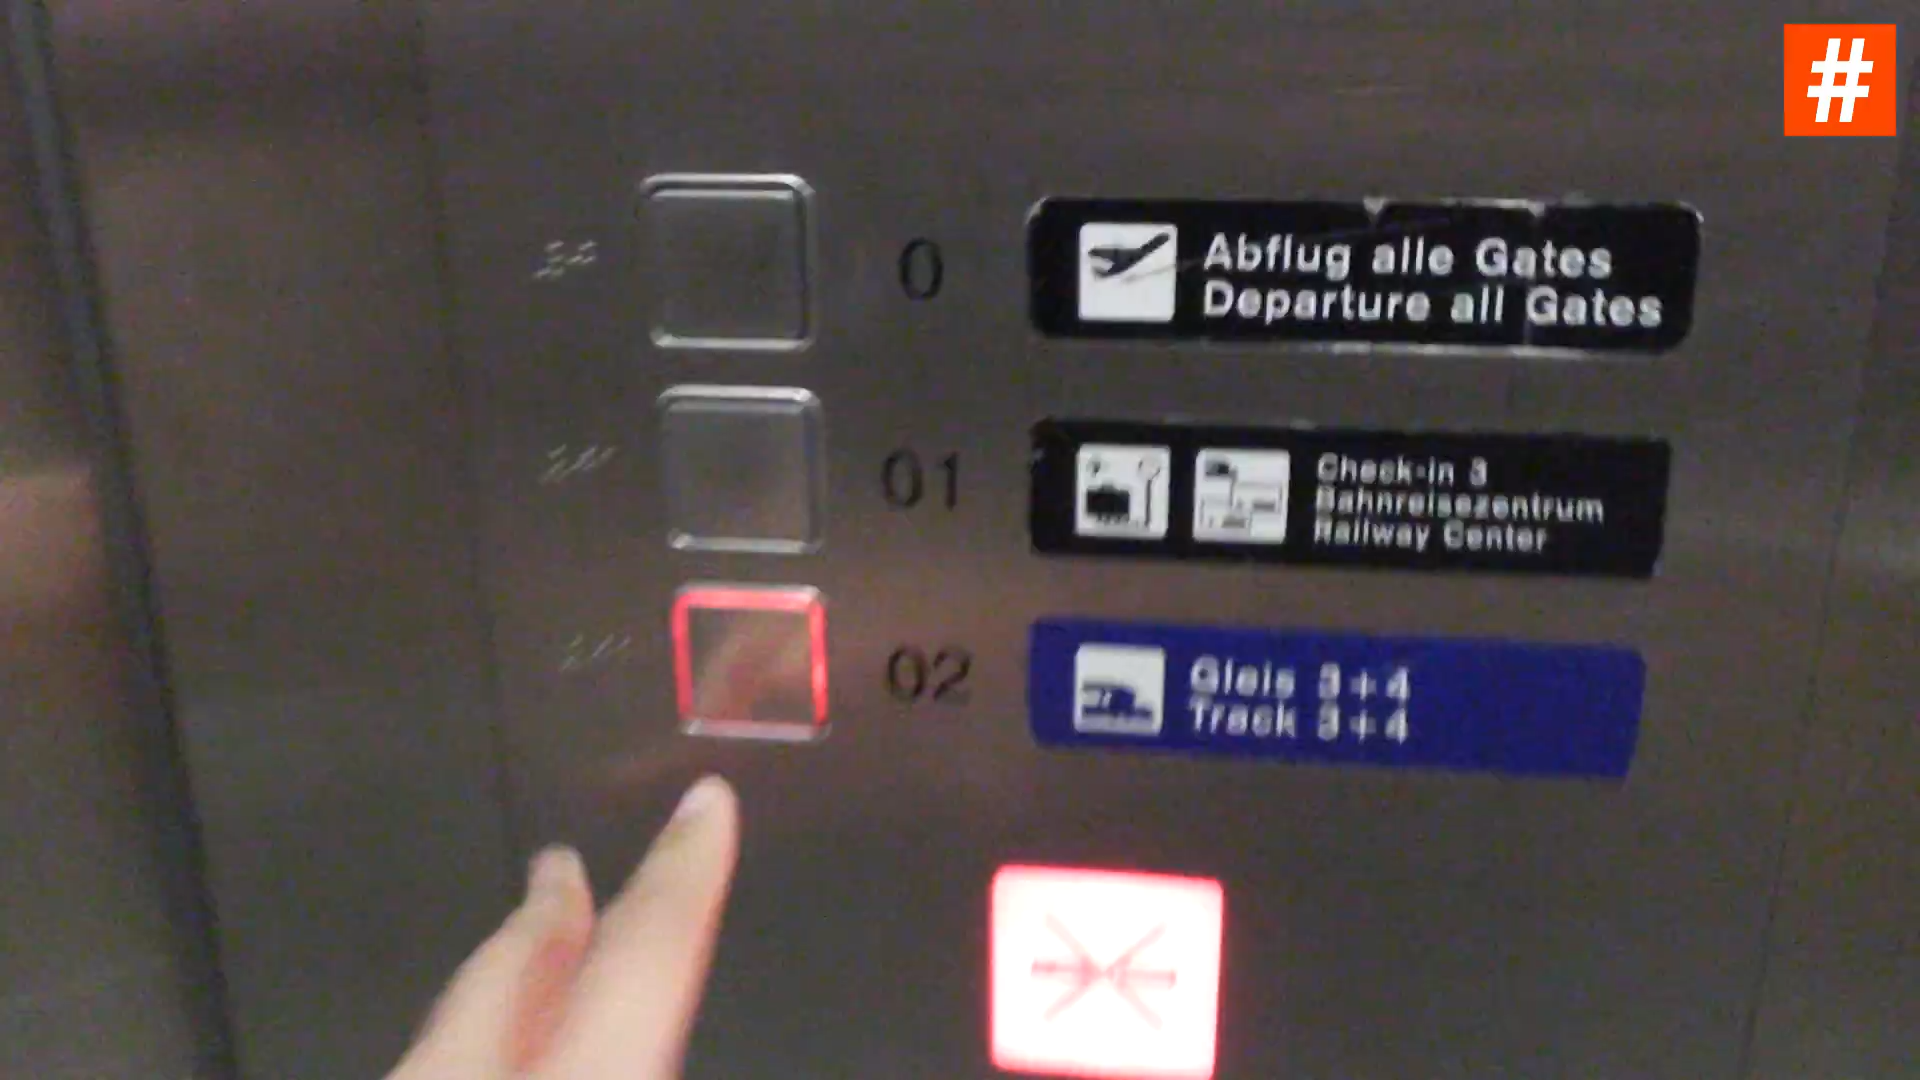 #
0
Abflug alle Gates
Departure all Gates
01
Check-in 3
Bahnreisezentrum
Railway Center
02
Gleis 3+4
Track 3+4